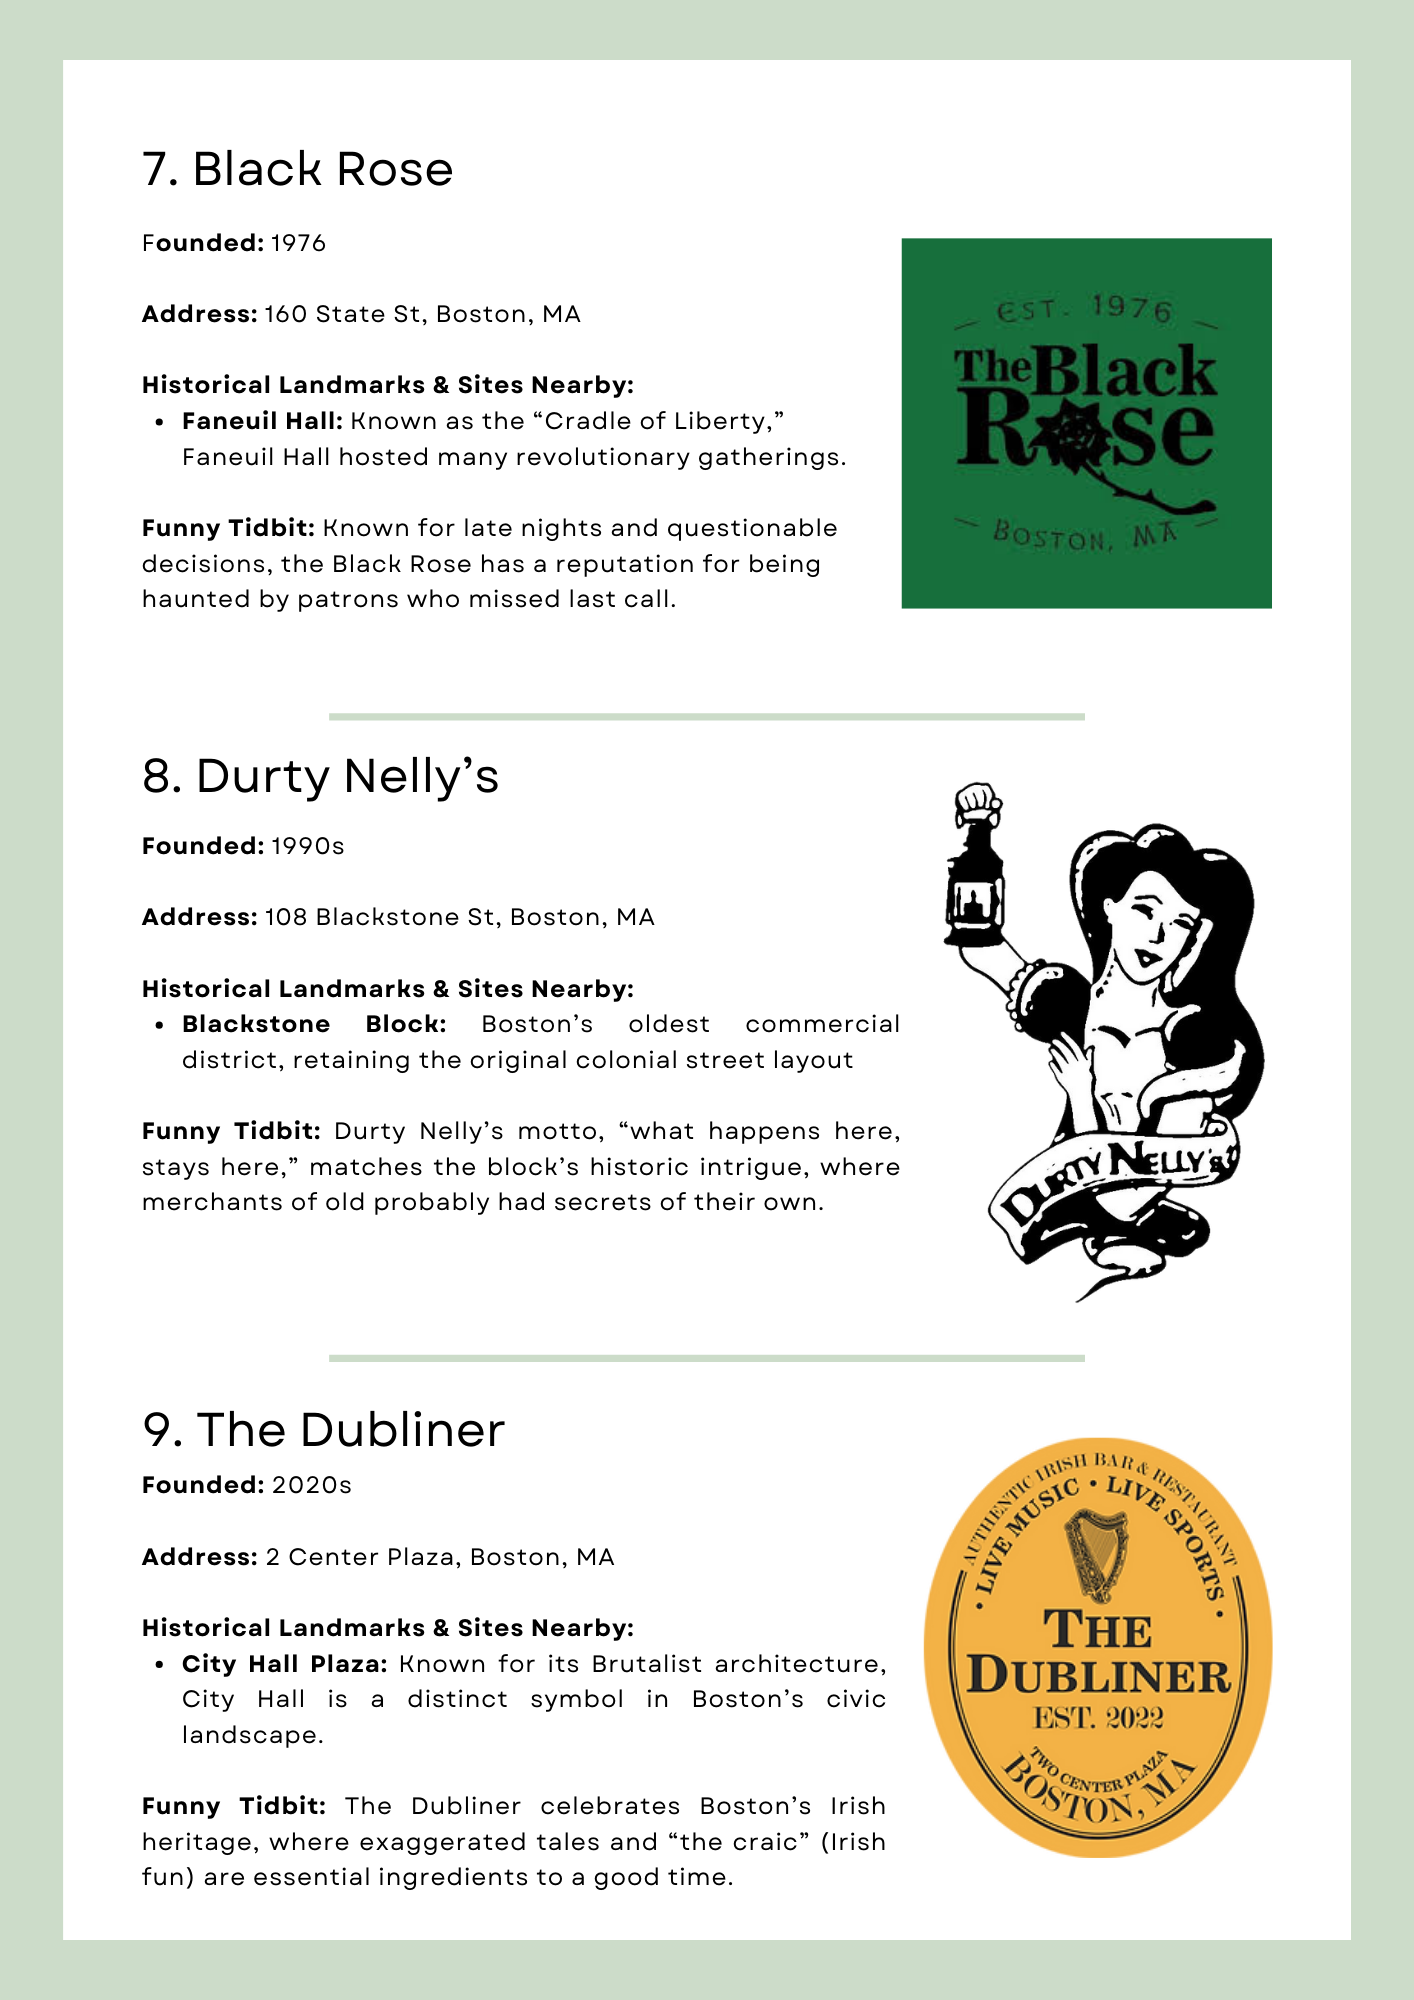 7. Black Rose
Founded: 1976
Address: 160 State St, Boston, MA
Historical Landmarks & Sites Nearby:
• Faneuil Hall: Known as the “Cradle of Liberty,”
Faneuil Hall hosted many revolutionary gatherings.
Funny Tidbit: Known for late nights and questionable
decisions, the Black Rose has a reputation for being
haunted by patrons who missed last call.
EST. 1976
The Black
Rose
BOSTON, MA
8. Durty Nelly’s
Founded: 1990s
Address: 108 Blackstone St, Boston, MA
Historical Landmarks & Sites Nearby:
• Blackstone Block: Boston’s oldest commercial
district, retaining the original colonial street layout
Funny Tidbit: Durty Nelly’s motto, “what happens here,
stays here,” matches the block’s historic intrigue, where
merchants of old probably had secrets of their own.
DURTY NELLY's
9. The Dubliner
Founded: 2020s
Address: 2 Center Plaza, Boston, MA
Historical Landmarks & Sites Nearby:
• City Hall Plaza: Known for its Brutalist architecture,
City Hall is a distinct symbol in Boston’s civic
landscape.
Funny Tidbit: The Dubliner celebrates Boston’s Irish
heritage, where exaggerated tales and “the craic” (Irish
fun) are essential ingredients to a good time.
AUTHENTIC IRISH BAR & RESTAURANT
• LIVE MUSIC • LIVE SPORTS •
THE
DUBLINER
EST. 2022
TWO CENTER PLAZA
BOSTON, MA